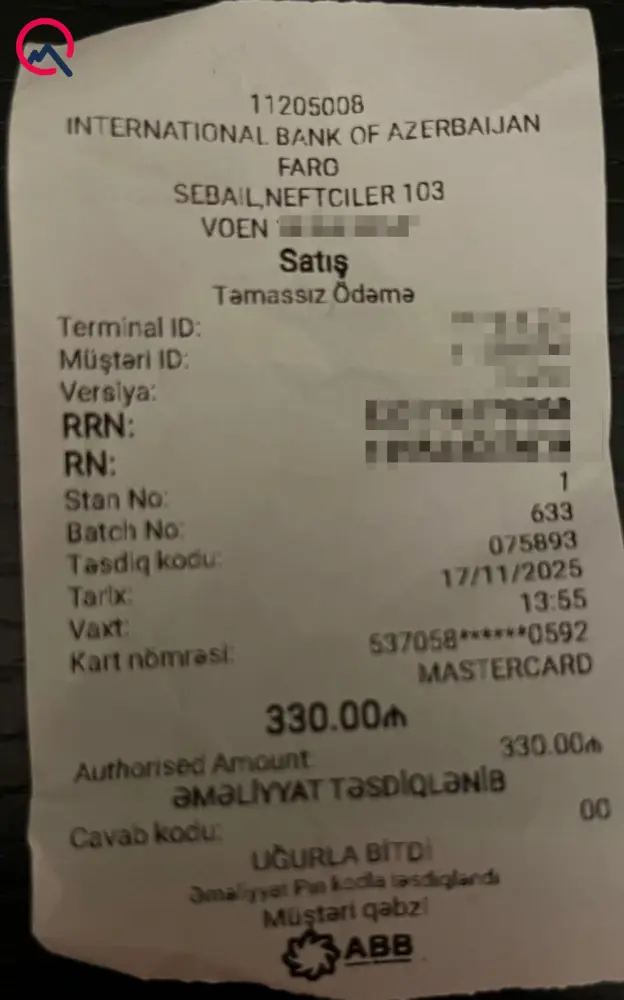 11205008
INTERNATIONAL BANK OF AZERBAIJAN
FARO
SEBAIL,NEFTCILER 103
VOEN
Satış
Təmassız Ödəmə
Terminal ID:
Müştəri ID:
Versiya:
RRN:
RN:
Stan No: 1
Batch No: 633
Təsdiq kodu: 075893
Tarix: 17/11/2025
Vaxt: 13:55
Kart nömrəsi: 537058******0592
MASTERCARD
330.00₼
Authorised Amount 330.00₼
ƏMƏLİYYAT TƏSDİQLƏNİB
Cavab kodu: 00
UĞURLA BİTDİ
Əməliyyat Pin kodla təsdiqləndi
Müştəri qəbzi
ABB